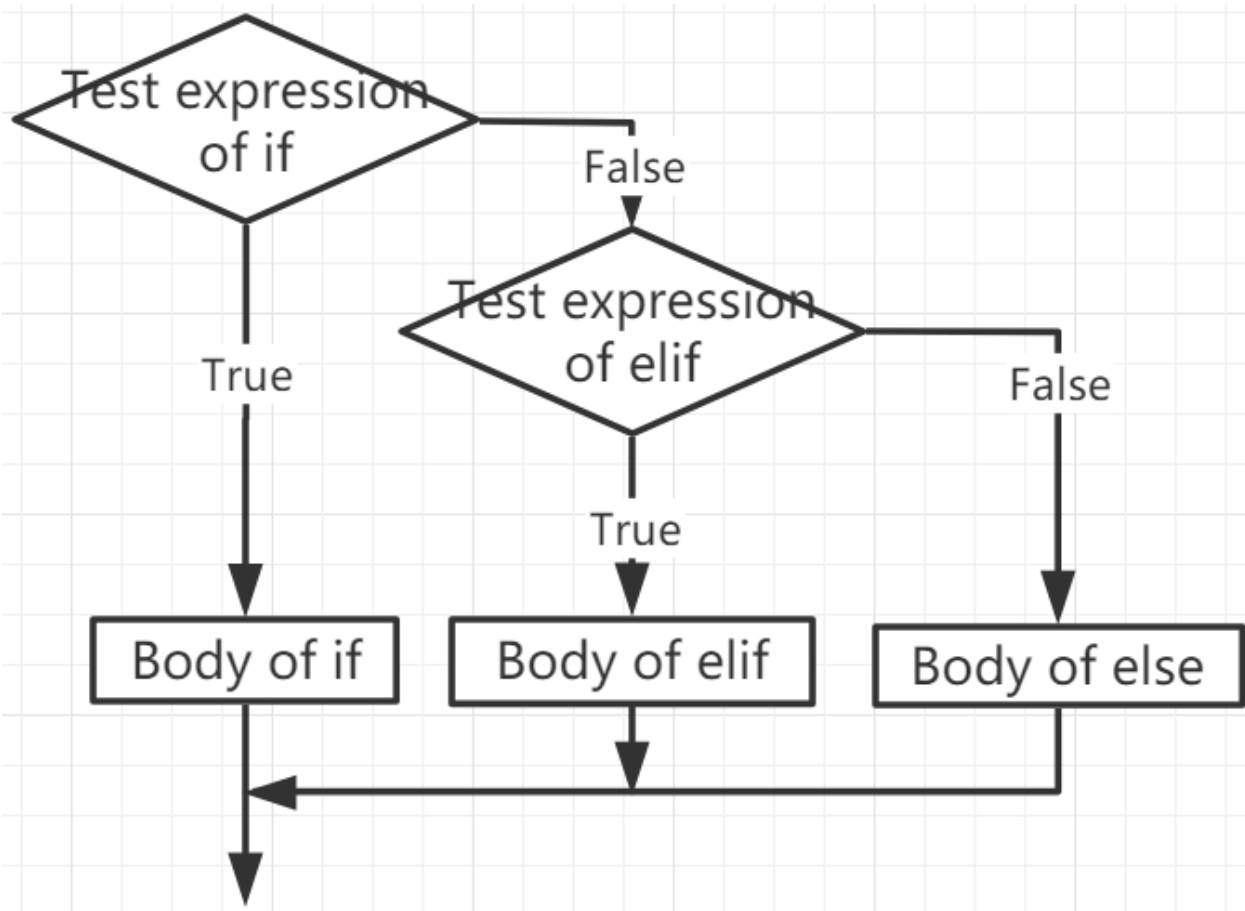 Test expression
of if
False
Test expression
of elif
True
False
True
Body of if
Body of elif
Body of else